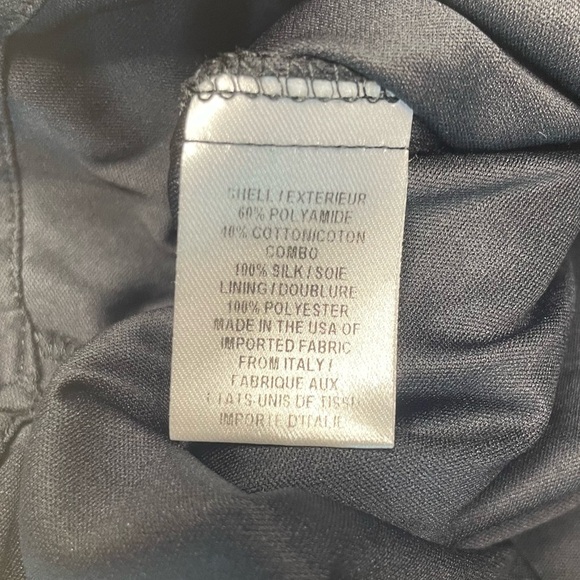 SHELL / EXTERIEUR
60% POLYAMIDE
40% COTTON/COTON
COMBO
100% SILK / SOIE
LINING / DOUBLURE
100% POLYESTER
MADE IN THE USA OF
IMPORTED FABRIC
FROM ITALY /
FABRIQUE AUX
ETATS-UNIS DE TISSU
IMPORTE D'ITALIE